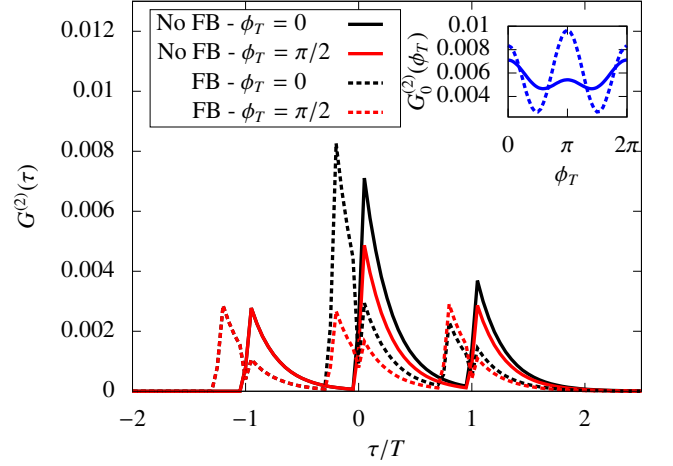 No FB - ϕ_T = 0
No FB - ϕ_T = π/2
FB - ϕ_T = 0
FB - ϕ_T = π/2
G^(2)(τ)
0.012
0.01
0.008
0.006
0.004
0.002
0
−2
−1
0
1
2
τ/T
G_0^(2)(ϕ_T)
0.01
0.008
0.006
0.004
0
π
2π
ϕ_T